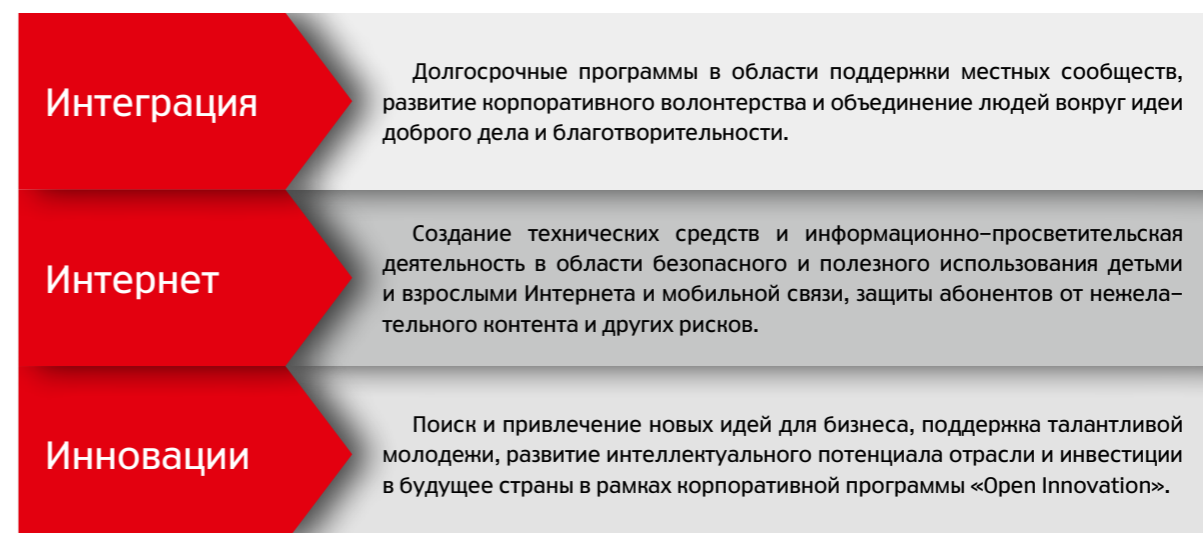 Интеграция
Долгосрочные программы в области поддержки местных сообществ,
развитие корпоративного волонтерства и объединение людей вокруг идеи
доброго дела и благотворительности.
Интернет
Создание технических средств и информационно-просветительская
деятельность в области безопасного и полезного использования детьми
и взрослыми Интернета и мобильной связи, защиты абонентов от нежела-
тельного контента и других рисков.
Инновации
Поиск и привлечение новых идей для бизнеса, поддержка талантливой
молодежи, развитие интеллектуального потенциала отрасли и инвестиции
в будущее страны в рамках корпоративной программы «Open Innovation».